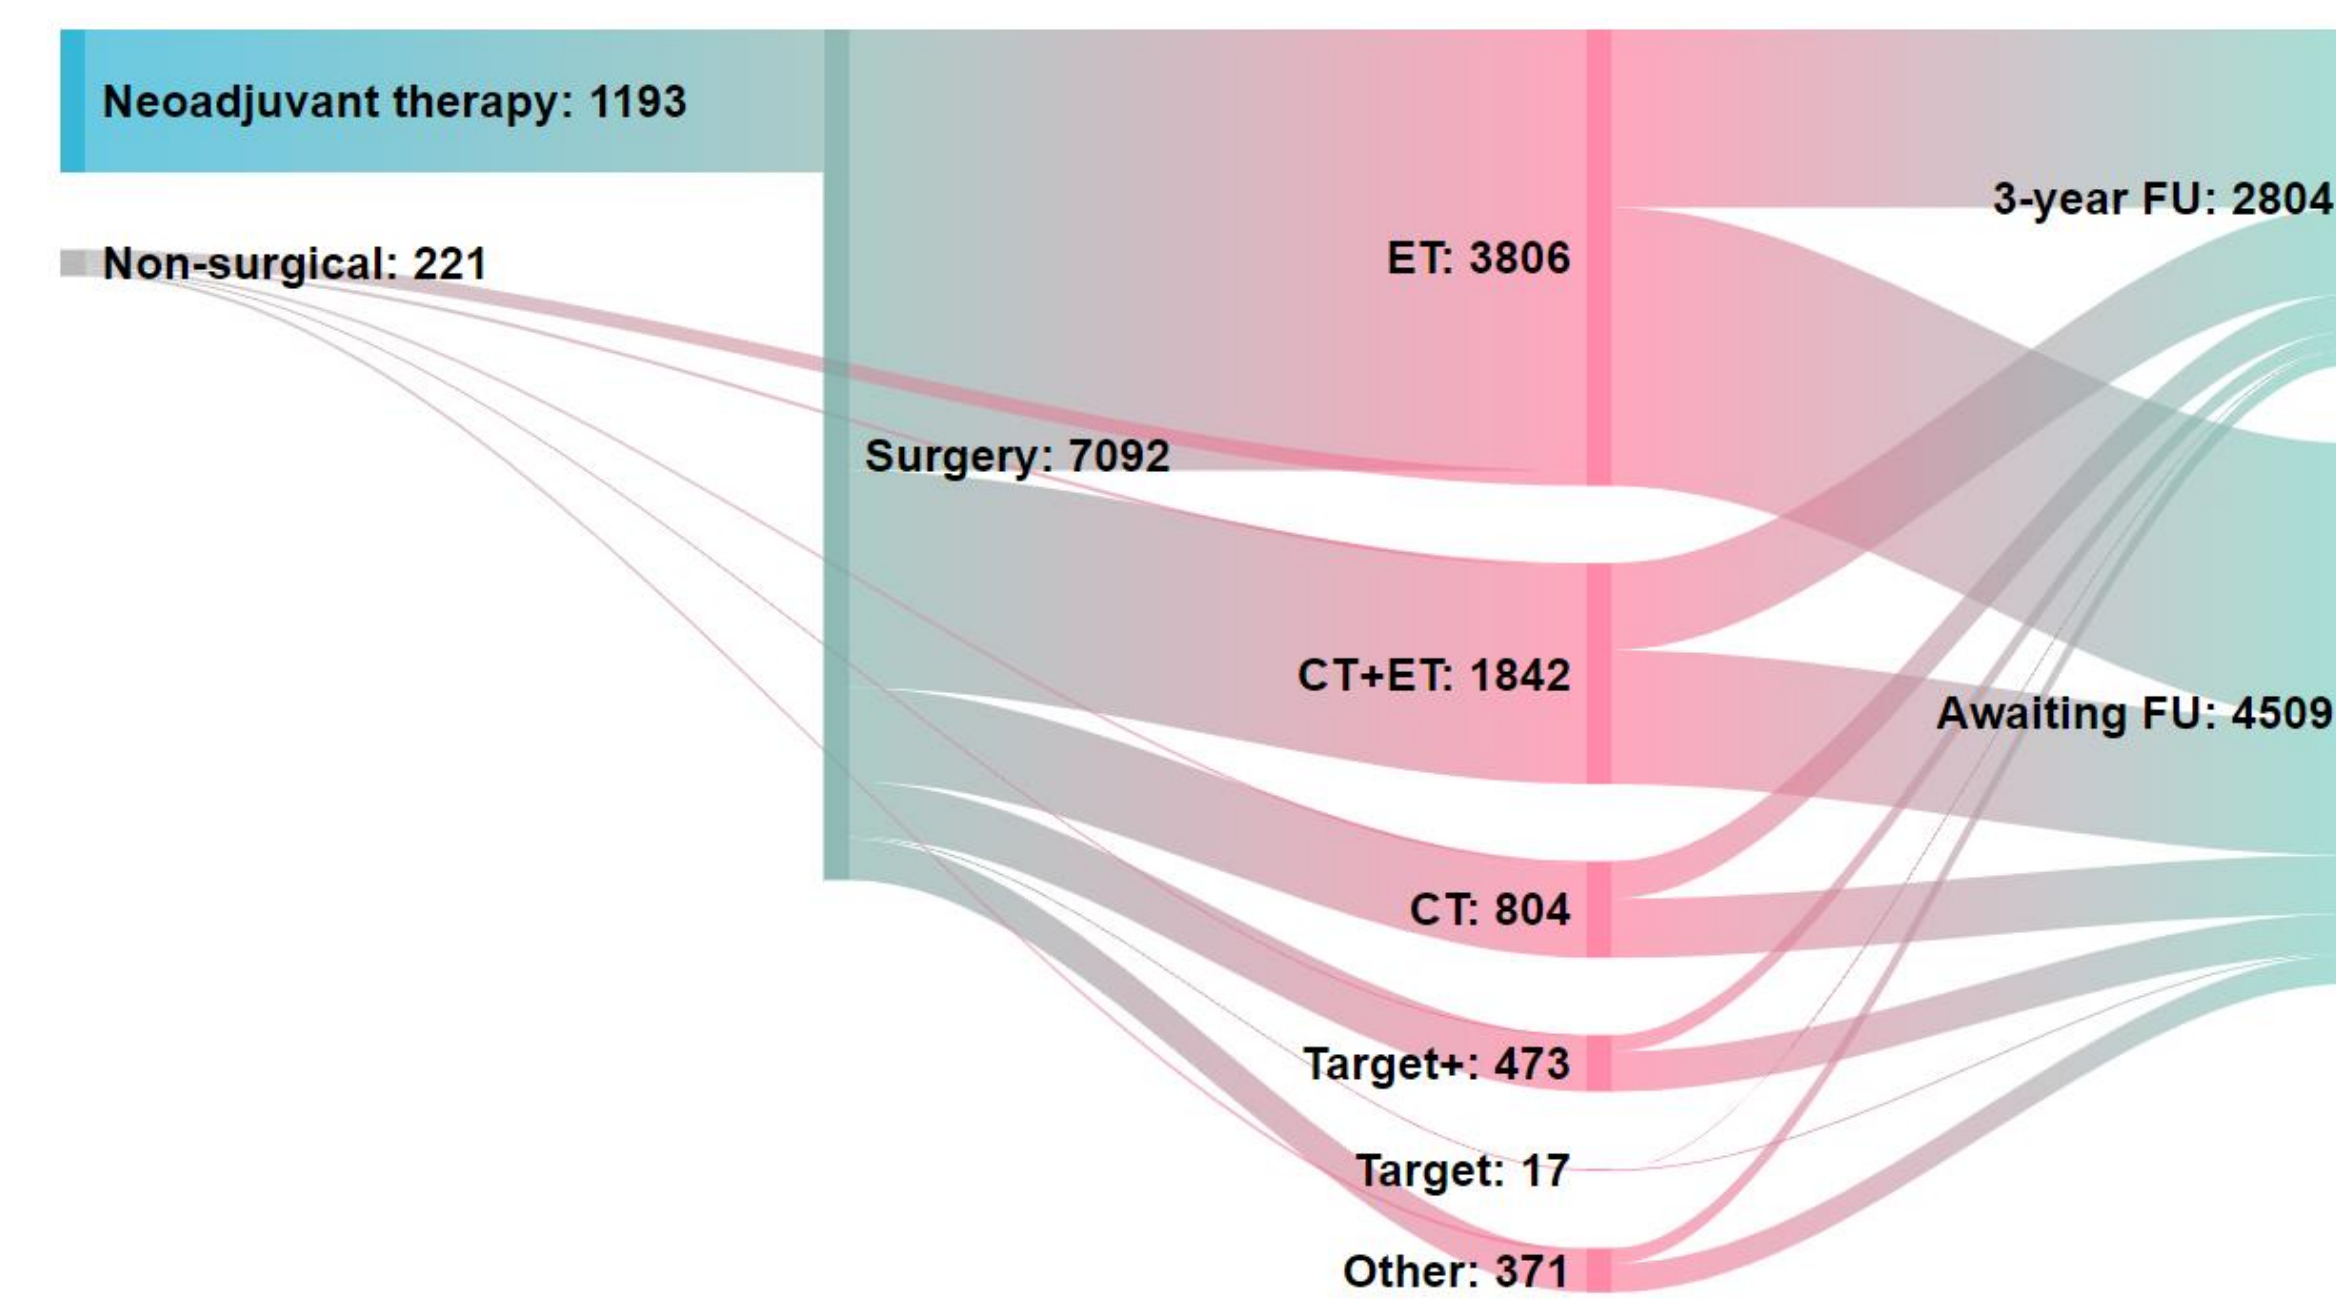 Neoadjuvant therapy: 1193
Non-surgical: 221
Surgery: 7092
ET: 3806
CT+ET: 1842
CT: 804
Target+: 473
Target: 17
Other: 371
3-year FU: 2804
Awaiting FU: 4509